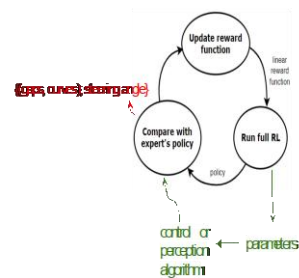 Update reward
function
linear
reward
function
{(gaps, curves), steering angle}
Compare with
expert's policy
Run full RL
policy
control or
perception
algorithm
parameters